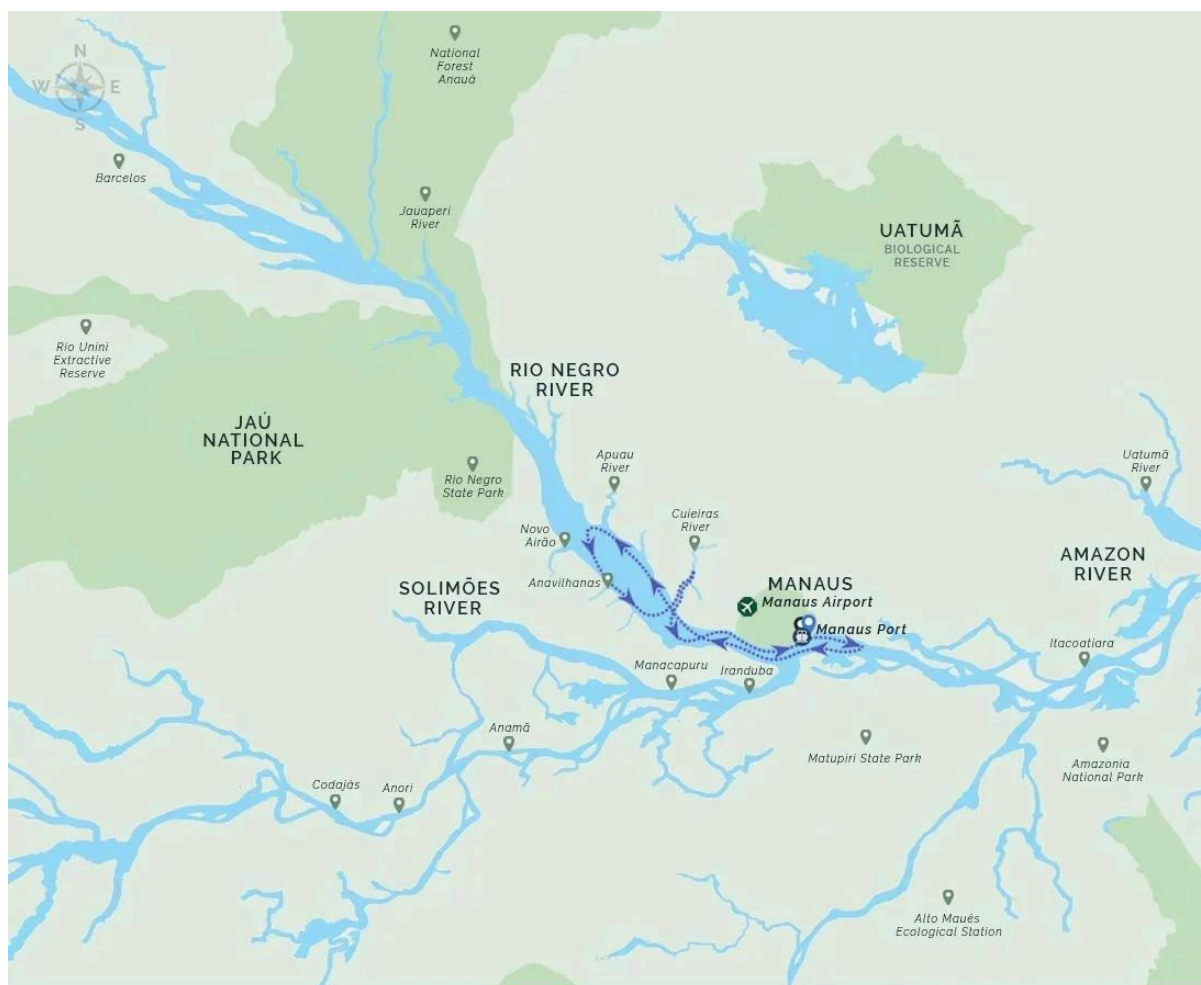 National
Forest
Anauà
N
W
E
S
Barcelos
Jauaperi
River
UATUMÃ
BIOLOGICAL
RESERVE
Rio Unini
Extractive
Reserve
RIO NEGRO
RIVER
JAÚ
NATIONAL
PARK
Rio Negro
State Park
Apuau
River
Uatumã
River
Cuieiras
River
Novo
Airão
Anavilhanas
SOLIMÕES
RIVER
MANAUS
Manaus Airport
Manaus Port
AMAZON
RIVER
Itacoatiara
Manacapuru
Iranduba
Anamã
Matupiri State Park
Amazonia
National Park
Codajàs
Anori
Alto Maués
Ecological Station